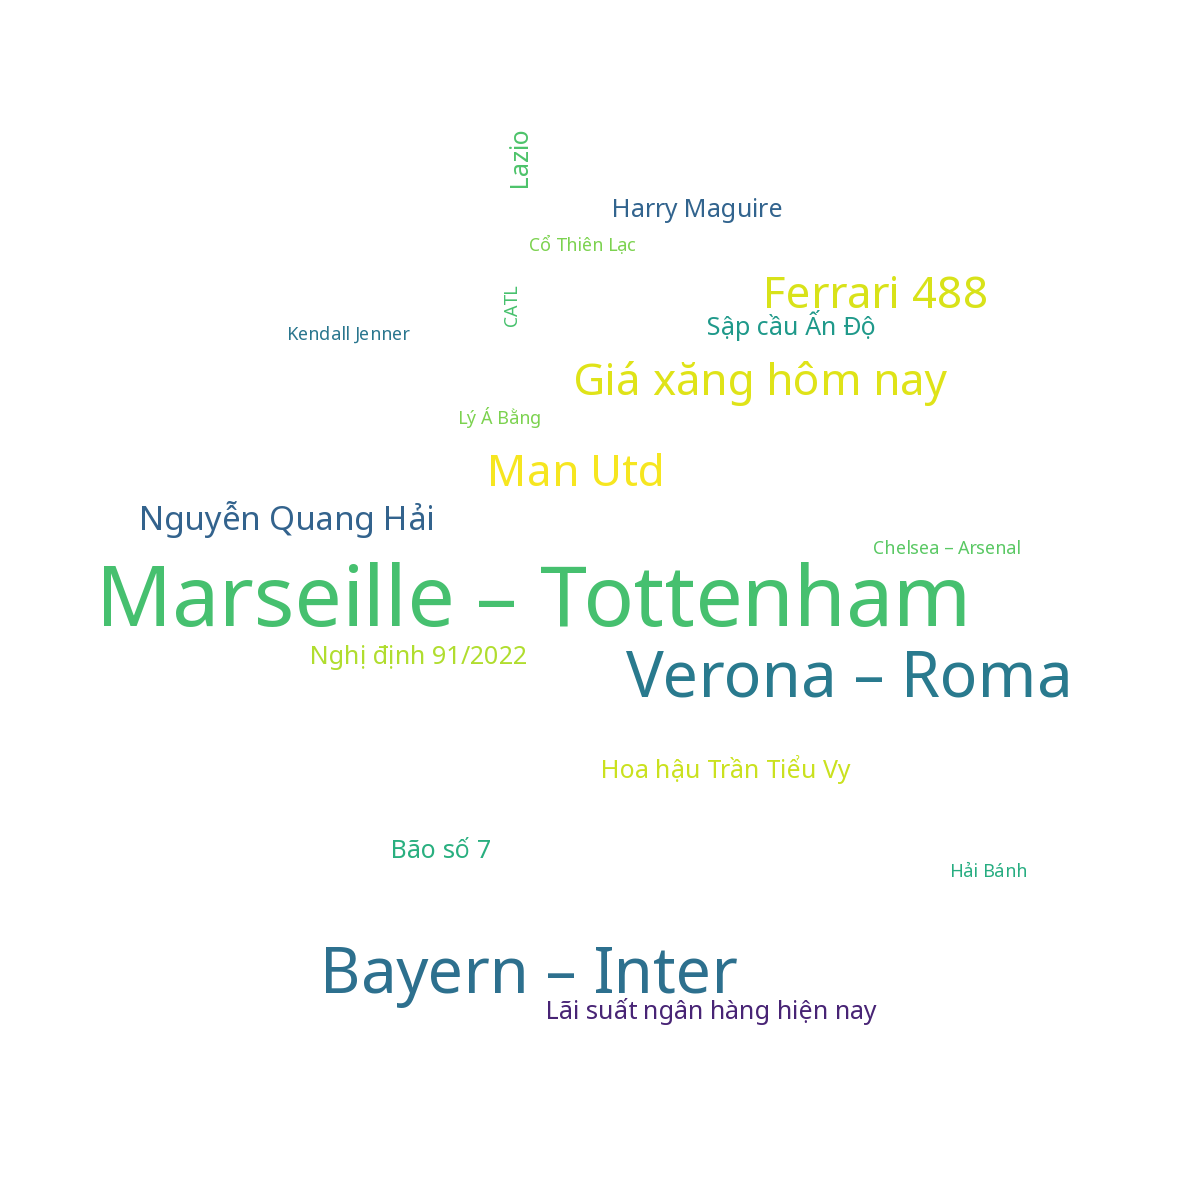 Lazio
Harry Maguire
Cổ Thiên Lạc
Ferrari 488
CATL
Sập cầu Ấn Độ
Kendall Jenner
Giá xăng hôm nay
Lý Á Bằng
Man Utd
Nguyễn Quang Hải
Chelsea – Arsenal
Marseille – Tottenham
Nghị định 91/2022
Verona – Roma
Hoa hậu Trần Tiểu Vy
Bão số 7
Hải Bánh
Bayern – Inter
Lãi suất ngân hàng hiện nay